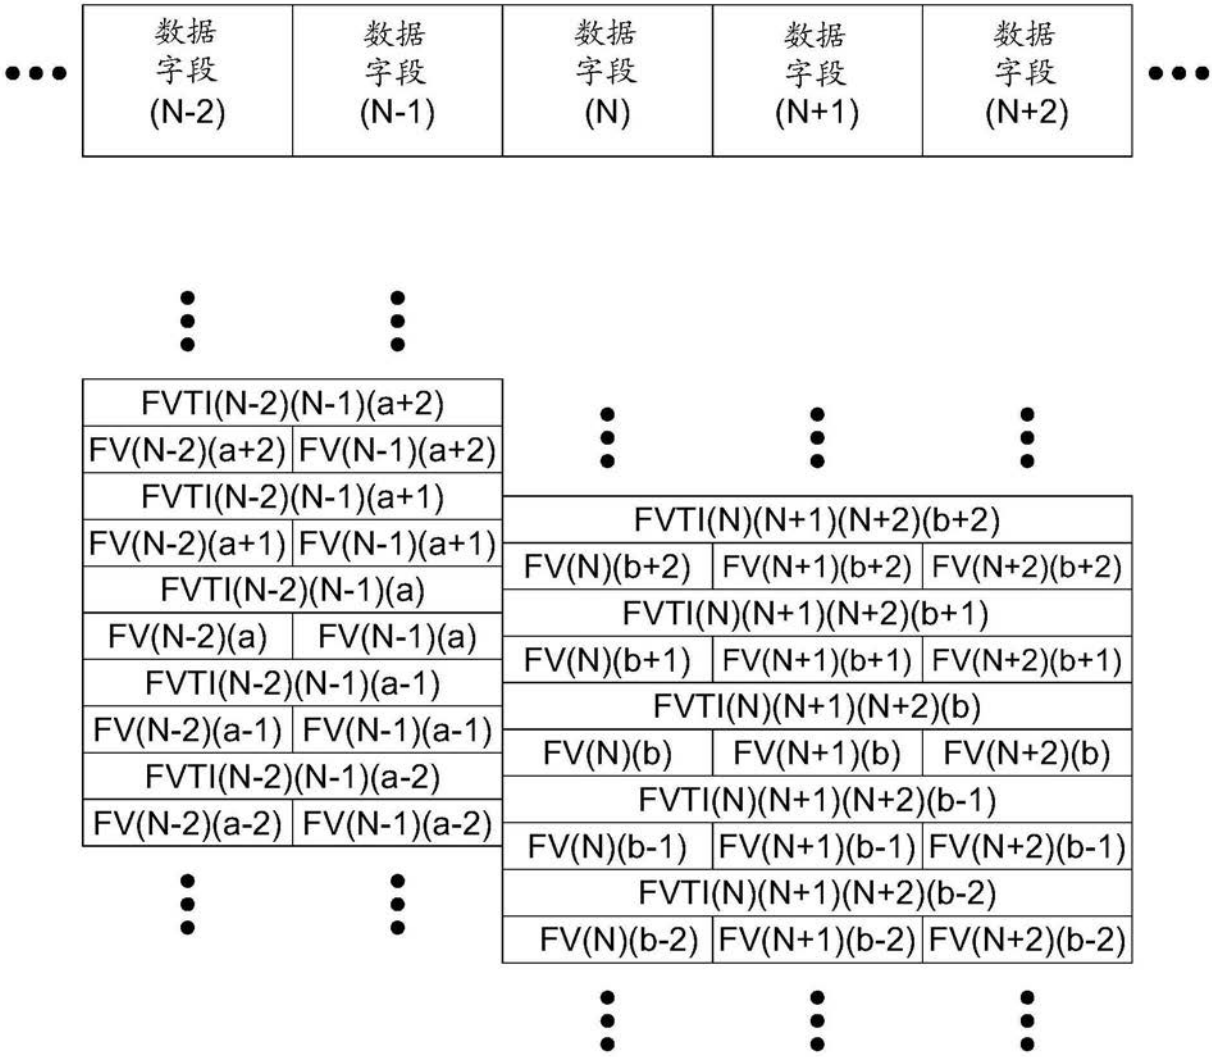 数据 字段 (N-2)
数据 字段 (N-1)
数据 字段 (N)
数据 字段 (N+1)
数据 字段 (N+2)
FVTI(N-2)(N-1)(a+2)
FV(N-2)(a+2) FV(N-1)(a+2)
FVTI(N-2)(N-1)(a+1)
FV(N-2)(a+1) FV(N-1)(a+1)
FVTI(N-2)(N-1)(a)
FV(N-2)(a) FV(N-1)(a)
FVTI(N-2)(N-1)(a-1)
FV(N-2)(a-1) FV(N-1)(a-1)
FVTI(N-2)(N-1)(a-2)
FV(N-2)(a-2) FV(N-1)(a-2)
FVTI(N)(N+1)(N+2)(b+2)
FV(N)(b+2) FV(N+1)(b+2) FV(N+2)(b+2)
FVTI(N)(N+1)(N+2)(b+1)
FV(N)(b+1) FV(N+1)(b+1) FV(N+2)(b+1)
FVTI(N)(N+1)(N+2)(b)
FV(N)(b) FV(N+1)(b) FV(N+2)(b)
FVTI(N)(N+1)(N+2)(b-1)
FV(N)(b-1) FV(N+1)(b-1) FV(N+2)(b-1)
FVTI(N)(N+1)(N+2)(b-2)
FV(N)(b-2) FV(N+1)(b-2) FV(N+2)(b-2)